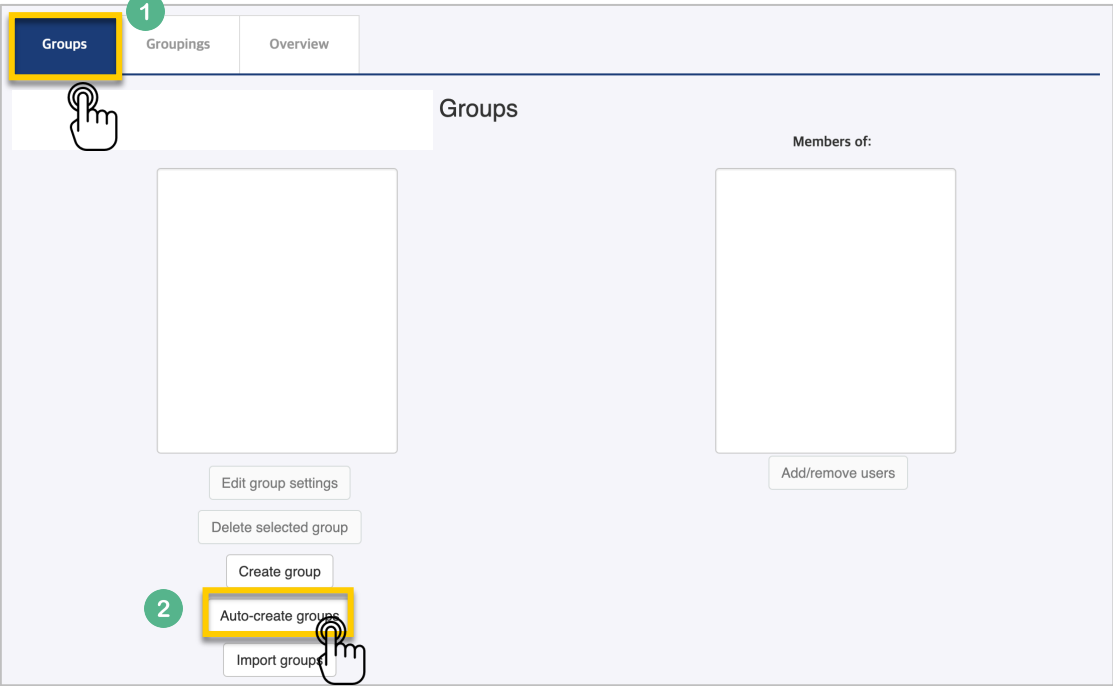 1
Groups
Groupings
Overview
Groups
Members of:
Edit group settings
Add/remove users
Delete selected group
Create group
2
Auto-create groups
Import groups